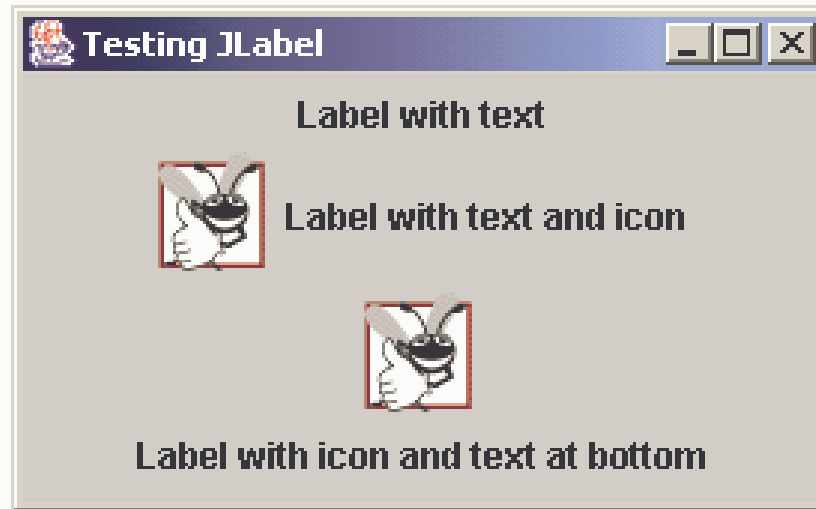 Testing JLabel
Label with text
Label with text and icon
Label with icon and text at bottom